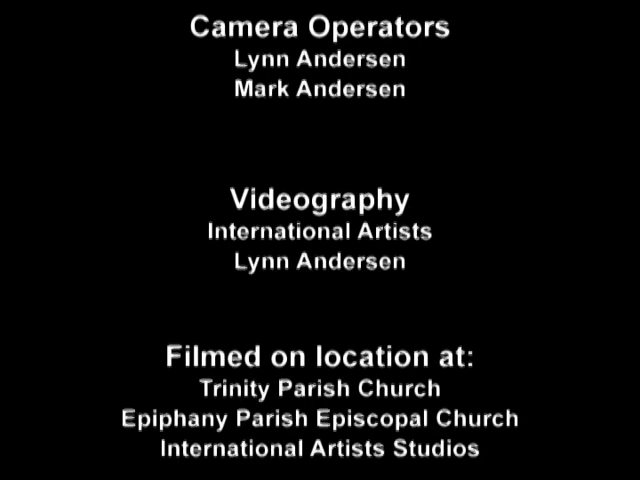 Camera Operators
Lynn Andersen
Mark Andersen
Videography
International Artists
Lynn Andersen
Filmed on location at:
Trinity Parish Church
Epiphany Parish Episcopal Church
International Artists Studios